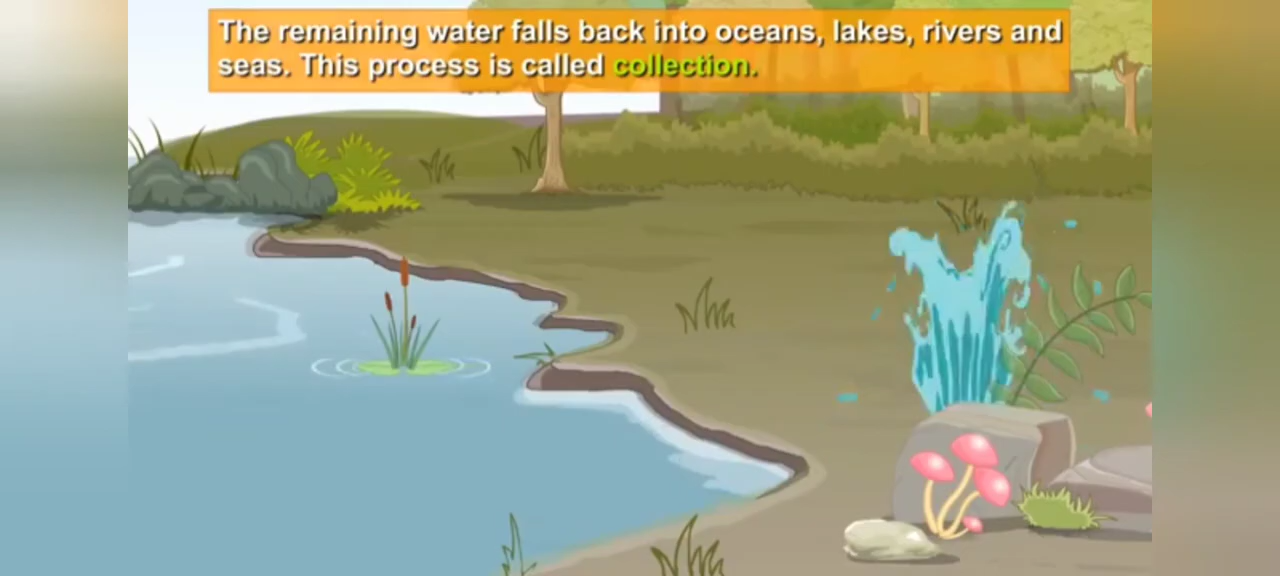 The remaining water falls back into oceans, lakes, rivers and
seas. This process is called collection.